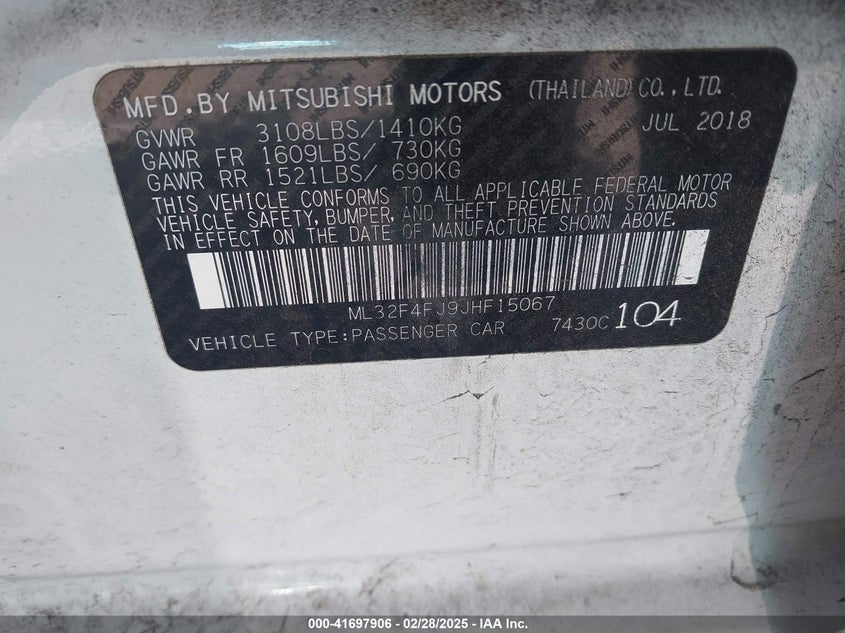 MFD.BY MITSUBISHI MOTORS (THAILAND)CO.,LTD.
GVWR 3108LBS/1410KG JUL 2018
GAWR FR 1609LBS/ 730KG
GAWR RR 1521LBS/ 690KG
THIS VEHICLE CONFORMS TO ALL APPLICABLE FEDERAL MOTOR
VEHICLE SAFETY, BUMPER, AND THEFT PREVENTION STANDARDS
IN EFFECT ON THE DATE OF MANUFACTURE SHOWN ABOVE.
ML32F4FJ9JHF15067
VEHICLE TYPE:PASSENGER CAR 7430C 104
000-41697906 - 02/28/2025 - IAA Inc.